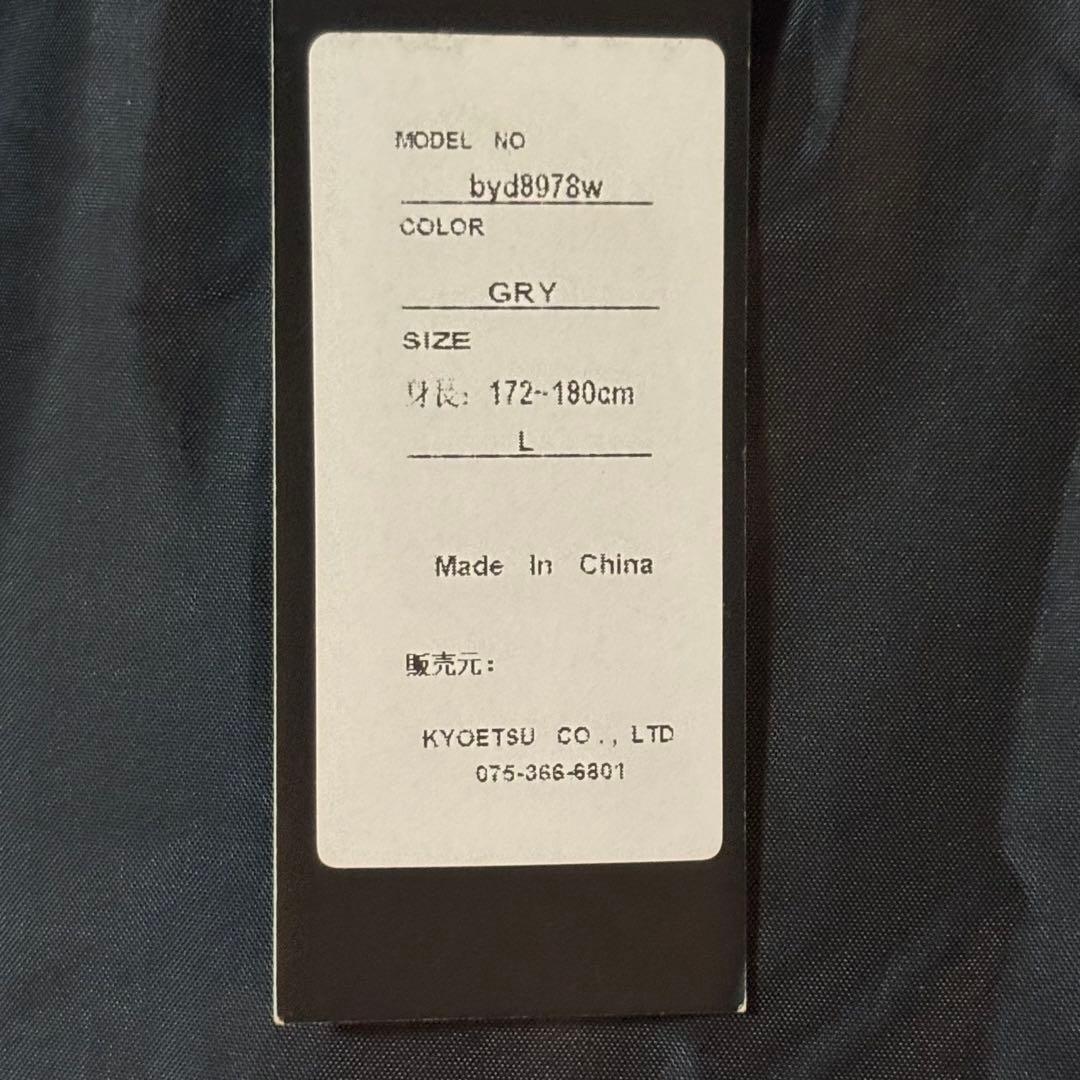 MODEL NO
byd8978w
COLOR
GRY
SIZE
身長: 172~180cm
L
Made In China
販売元:
KYOETSU CO., LTD
075-366-6801